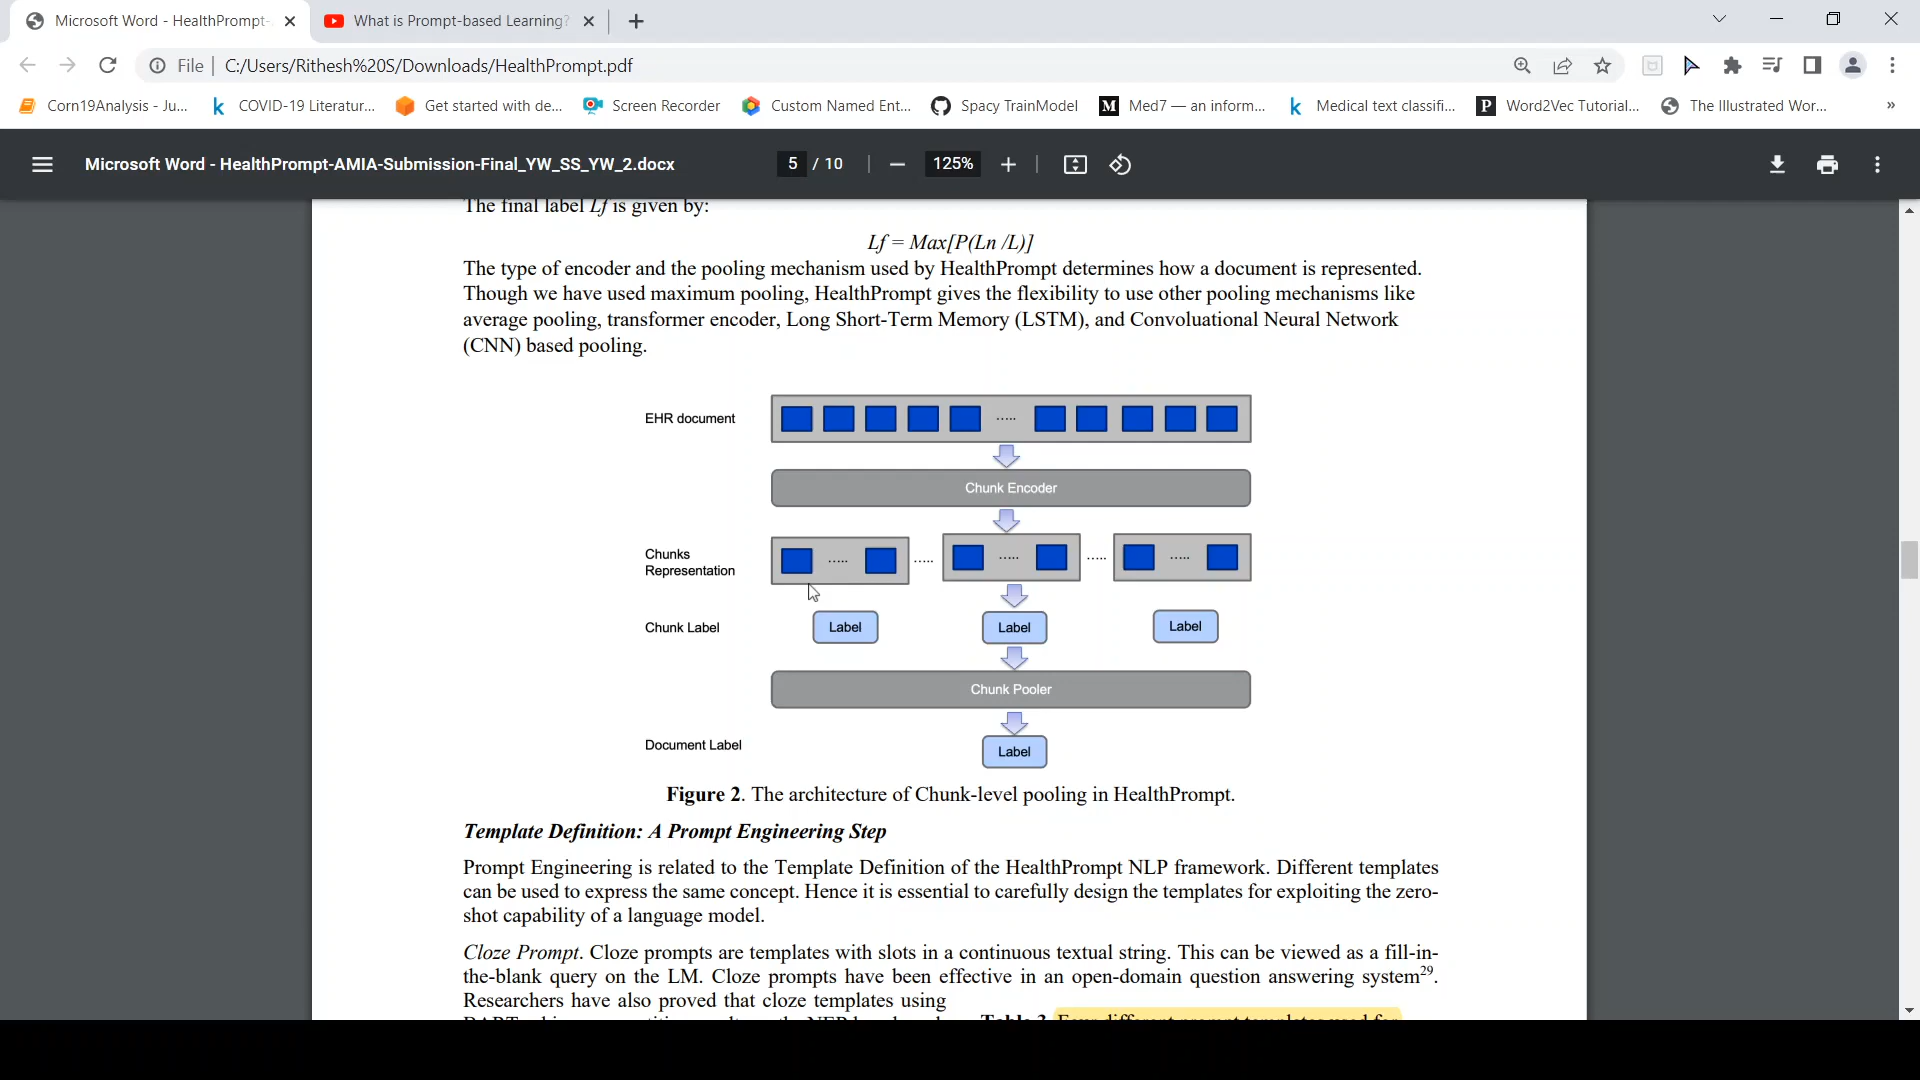 Microsoft Word - HealthPrompt-
What is Prompt-based Learning?
File
C:/Users/Rithesh%20S/Downloads/HealthPrompt.pdf
Corn19Analysis - Ju...
COVID-19 Literatur...
Get started with de...
Screen Recorder
Custom Named Ent...
Spacy TrainModel
Med7 — an inform...
Medical text classifi...
Word2Vec Tutorial...
The Illustrated Wor...
»
Microsoft Word - HealthPrompt-AMIA-Submission-Final_YW_SS_YW_2.docx
5 / 10
125%
The final label Lf is given by:
Lf = Max[P(Ln /L)]
The type of encoder and the pooling mechanism used by HealthPrompt determines how a document is represented.
Though we have used maximum pooling, HealthPrompt gives the flexibility to use other pooling mechanisms like
average pooling, transformer encoder, Long Short-Term Memory (LSTM), and Convoluational Neural Network
(CNN) based pooling.
EHR document
.....
Chunk Encoder
Chunks
Representation
..... ..... ..... ..... .....
Chunk Label
Label
Label
Label
Chunk Pooler
Document Label
Label
Figure 2. The architecture of Chunk-level pooling in HealthPrompt.
Template Definition: A Prompt Engineering Step
Prompt Engineering is related to the Template Definition of the HealthPrompt NLP framework. Different templates
can be used to express the same concept. Hence it is essential to carefully design the templates for exploiting the zero-
shot capability of a language model.
Cloze Prompt. Cloze prompts are templates with slots in a continuous textual string. This can be viewed as a fill-in-
the-blank query on the LM. Cloze prompts have been effective in an open-domain question answering system29.
Researchers have also proved that cloze templates using
Table 3. Four different prompt templates used for